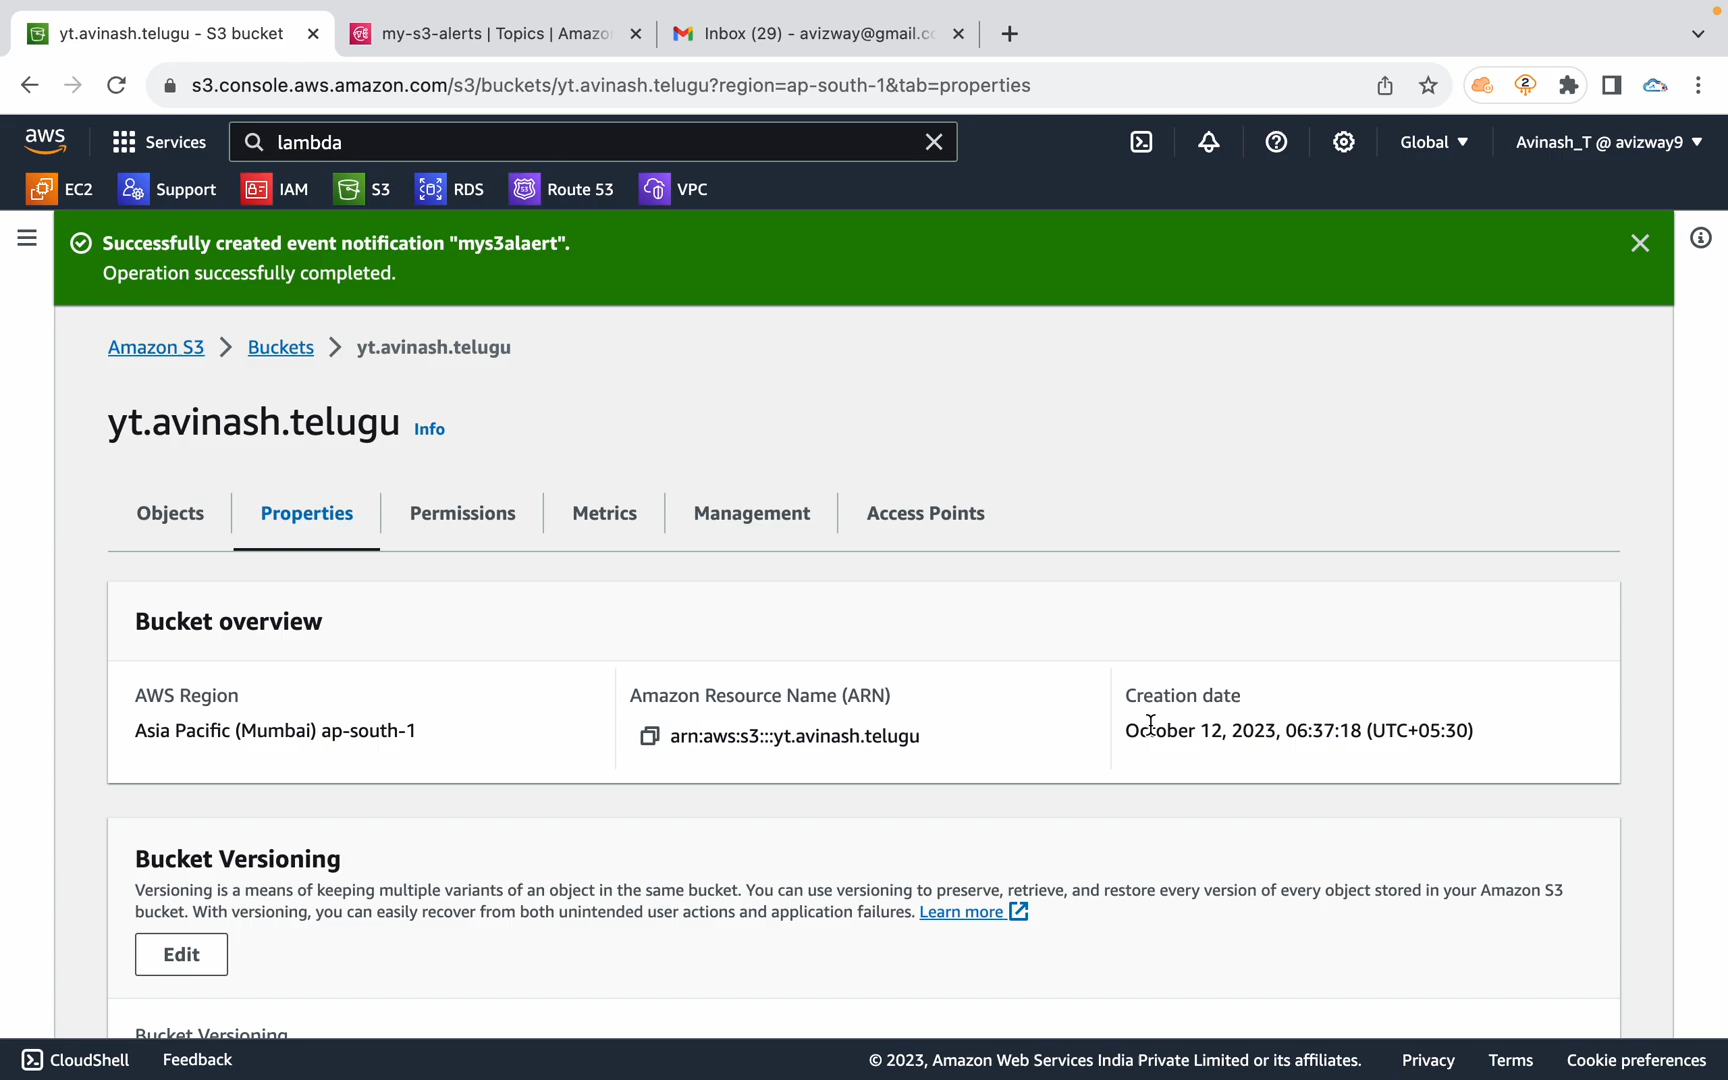 yt.avinash.telugu - S3 bucket
my-s3-alerts | Topics | Amazo
Inbox (29) - avizway@gmail.c
s3.console.aws.amazon.com/s3/buckets/yt.avinash.telugu?region=ap-south-1&tab=properties
2
aws
Services
lambda
Global
Avinash_T @ avizway9
EC2
Support
IAM
S3
RDS
Route 53
VPC
Successfully created event notification "mys3alaert".
Operation successfully completed.
Amazon S3 > Buckets > yt.avinash.telugu
yt.avinash.telugu Info
Objects
Properties
Permissions
Metrics
Management
Access Points
Bucket overview
AWS Region
Asia Pacific (Mumbai) ap-south-1
Amazon Resource Name (ARN)
arn:aws:s3:::yt.avinash.telugu
Creation date
October 12, 2023, 06:37:18 (UTC+05:30)
Bucket Versioning
Versioning is a means of keeping multiple variants of an object in the same bucket. You can use versioning to preserve, retrieve, and restore every version of every object stored in your Amazon S3
bucket. With versioning, you can easily recover from both unintended user actions and application failures. Learn more
Edit
Bucket Versioning
CloudShell
Feedback
© 2023, Amazon Web Services India Private Limited or its affiliates.
Privacy
Terms
Cookie preferences